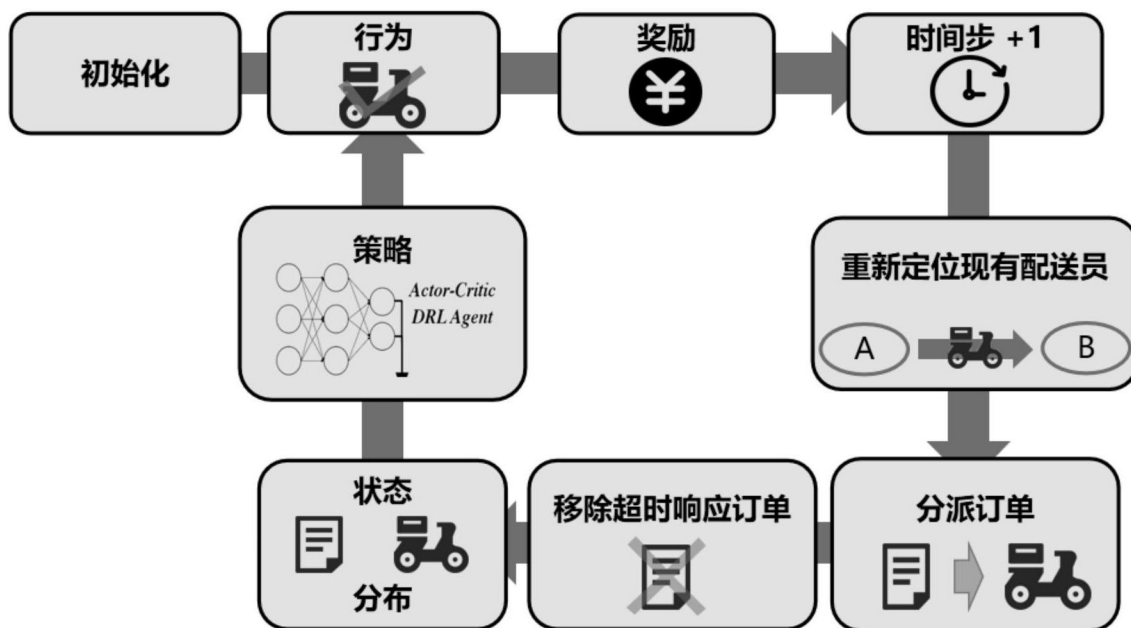 初始化
行为
奖励
¥
时间步 +1
策略
Actor-Critic
DRL Agent
重新定位现有配送员
A
B
状态
分布
移除超时响应订单
分派订单